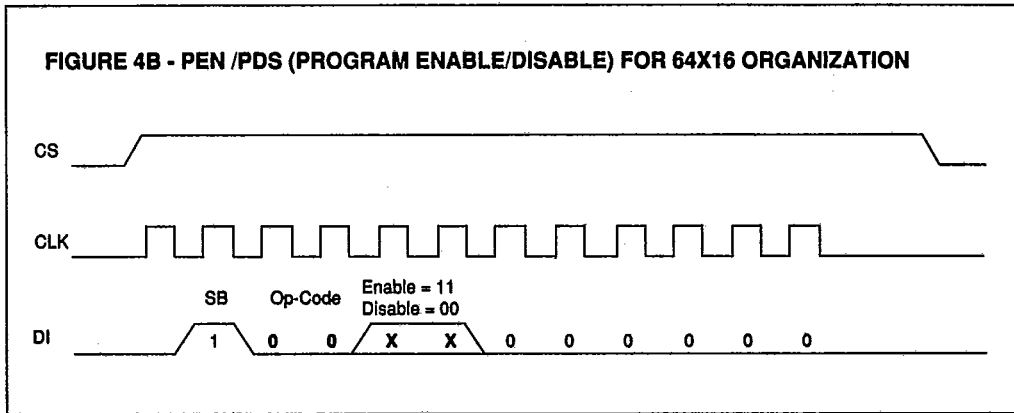 FIGURE 4B - PEN /PDS (PROGRAM ENABLE/DISABLE) FOR 64X16 ORGANIZATION
CS
CLK
SB Op-Code Enable = 11
Disable = 00
DI 1 0 0 X X 0 0 0 0 0 0